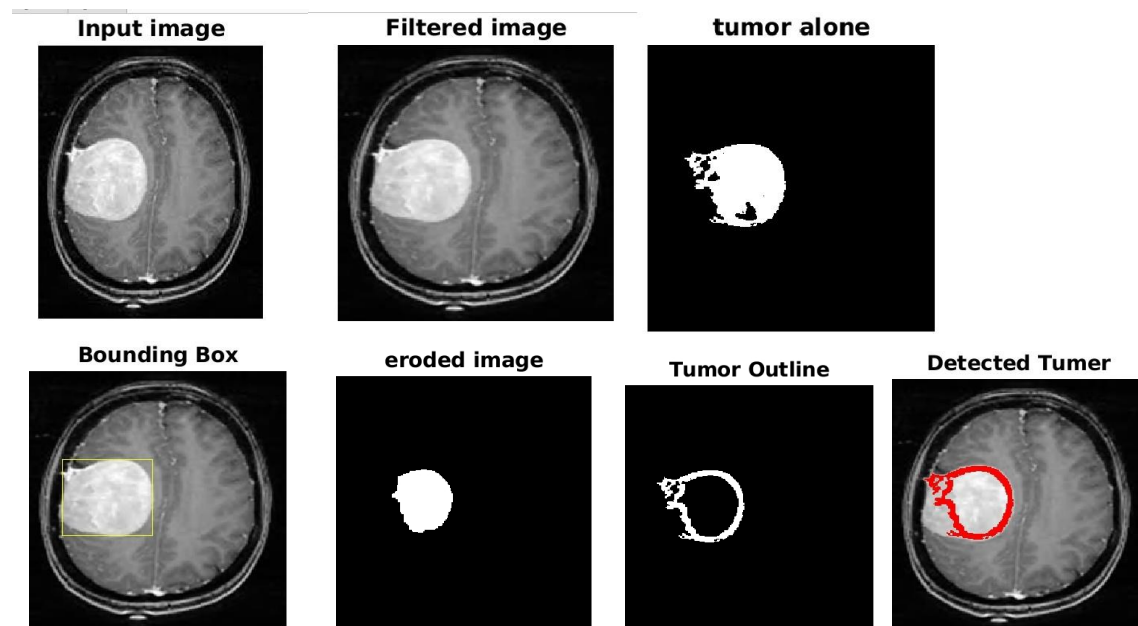 Input image
Filtered image
tumor alone
Bounding Box
eroded image
Tumor Outline
Detected Tumer